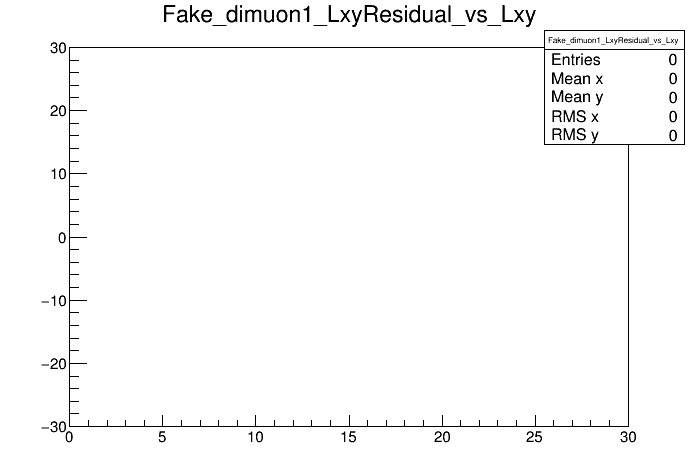 Fake_dimuon1_LxyResidual_vs_Lxy
Fake_dimuon1_LxyResidual_vs_Lxy
Entries 0
Mean x 0
Mean y 0
RMS x 0
RMS y 0
30
20
10
0
−10
−20
−30
0 5 10 15 20 25 30